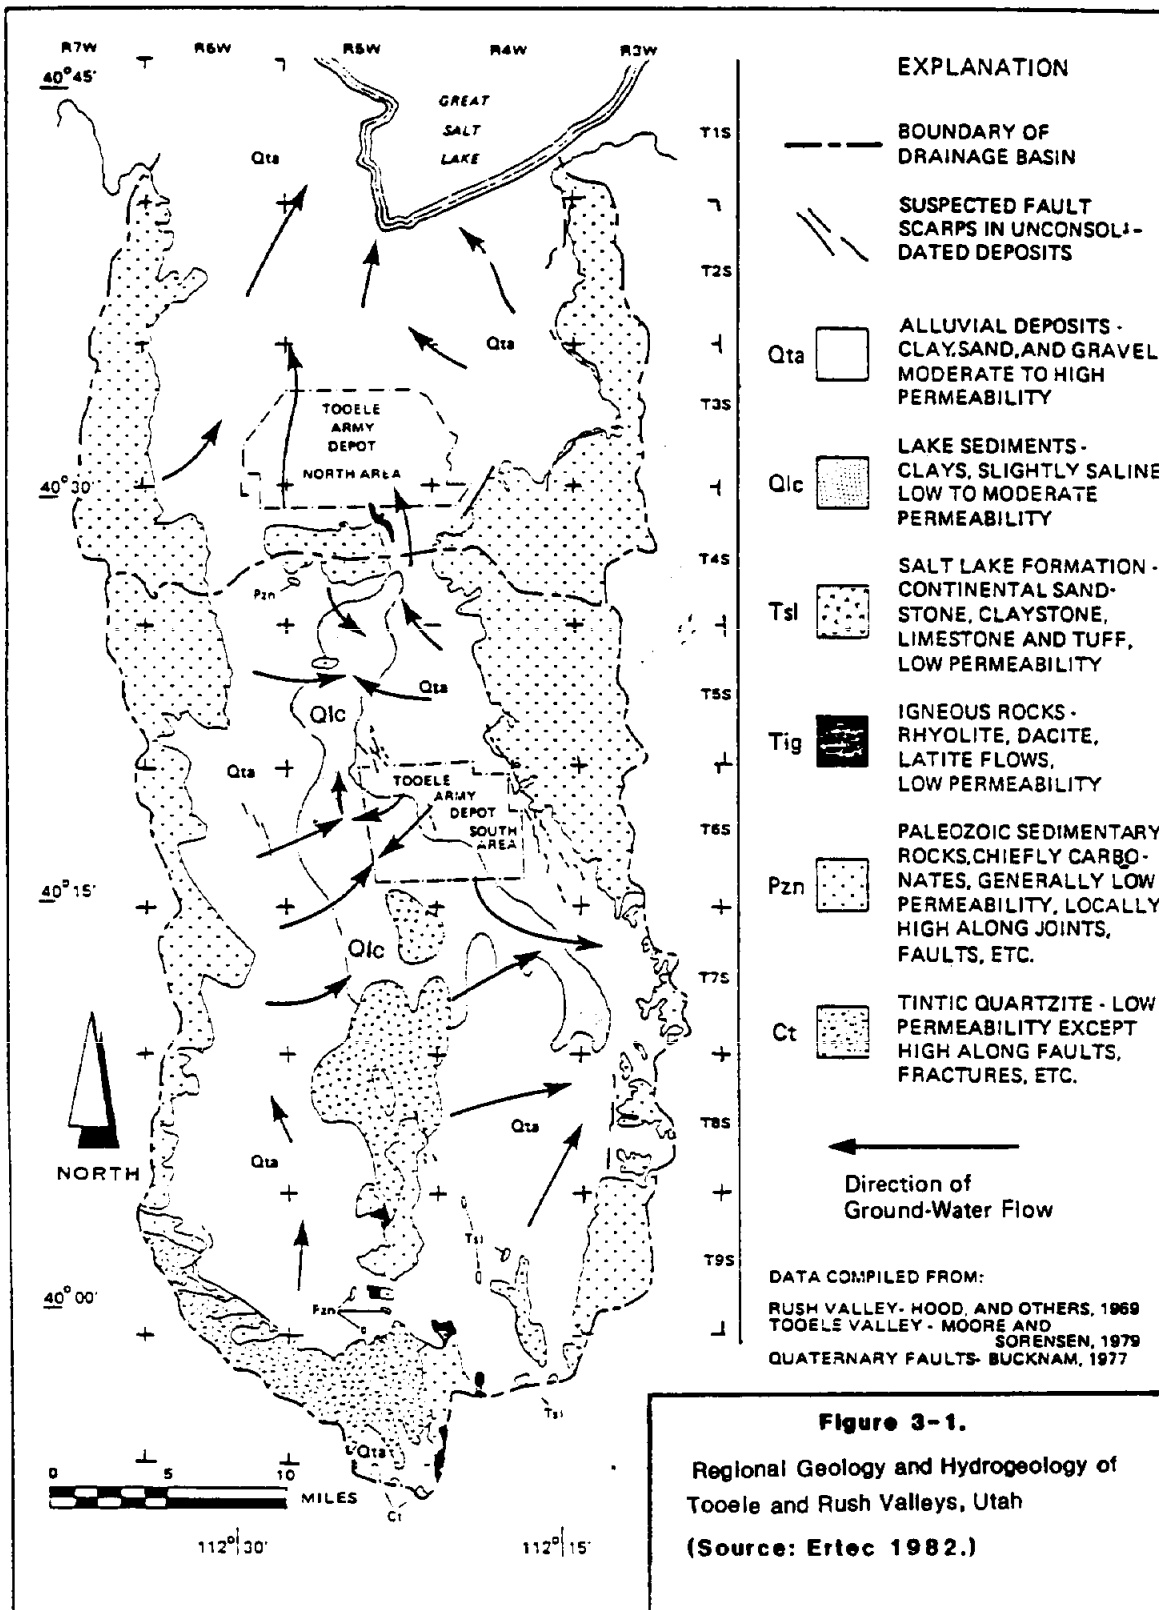 R7W R6W R5W R4W R3W
40°45'
GREAT
SALT
LAKE
T1S
Qta
T2S
Qta
T3S
TOOELE
ARMY
DEPOT
NORTH AREA
40°30'
T4S
Pzn
Qta
T5S
Qlc
Qta
TOOELE
ARMY
DEPOT
SOUTH
AREA
T6S
40°15'
Qlc
T7S
Qta
T8S
Qta
NORTH
Tsl
T9S
40°00'
Pzn
Tsl
Qta
Ct
0 5 10
MILES
112°30' 112°15'
EXPLANATION
BOUNDARY OF
DRAINAGE BASIN
SUSPECTED FAULT
SCARPS IN UNCONSOLI-
DATED DEPOSITS
Qta
ALLUVIAL DEPOSITS -
CLAY,SAND,AND GRAVEL
MODERATE TO HIGH
PERMEABILITY
Qlc
LAKE SEDIMENTS -
CLAYS, SLIGHTLY SALINE
LOW TO MODERATE
PERMEABILITY
Tsl
SALT LAKE FORMATION -
CONTINENTAL SAND-
STONE, CLAYSTONE,
LIMESTONE AND TUFF,
LOW PERMEABILITY
Tig
IGNEOUS ROCKS -
RHYOLITE, DACITE,
LATITE FLOWS,
LOW PERMEABILITY
Pzn
PALEOZOIC SEDIMENTARY
ROCKS,CHIEFLY CARBO-
NATES, GENERALLY LOW
PERMEABILITY, LOCALLY
HIGH ALONG JOINTS,
FAULTS, ETC.
Ct
TINTIC QUARTZITE - LOW
PERMEABILITY EXCEPT
HIGH ALONG FAULTS,
FRACTURES, ETC.
Direction of
Ground-Water Flow
DATA COMPILED FROM:
RUSH VALLEY- HOOD, AND OTHERS, 1969
TOOELE VALLEY - MOORE AND
SORENSEN, 1979
QUATERNARY FAULTS- BUCKNAM, 1977
Figure 3-1.
Regional Geology and Hydrogeology of
Tooele and Rush Valleys, Utah
(Source: Ertec 1982.)